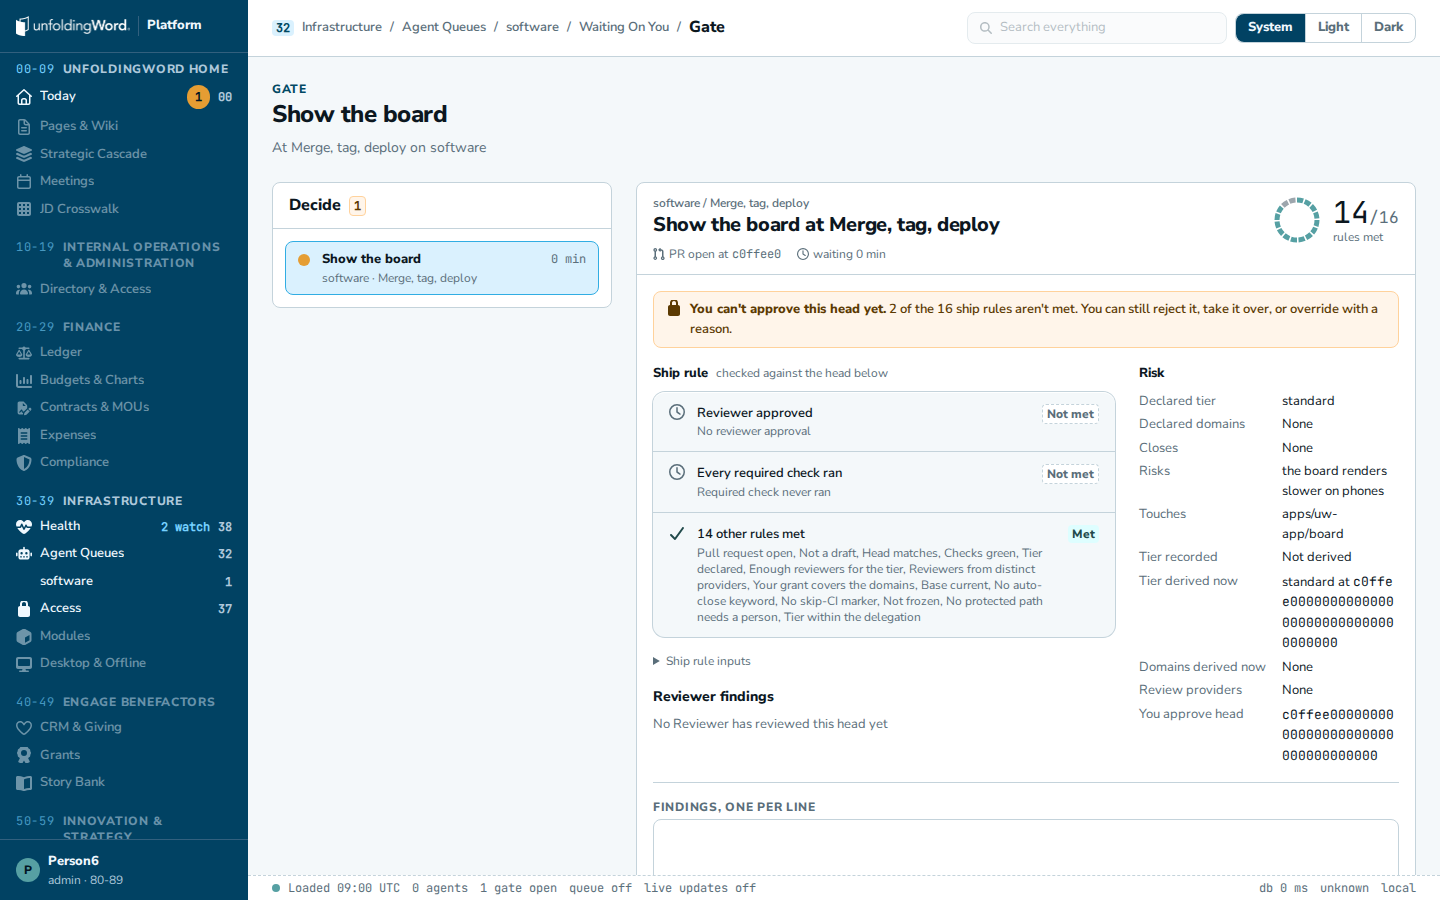 unfoldingWord. Platform
00-09 UNFOLDINGWORD HOME
Today 1 00
Pages & Wiki
Strategic Cascade
Meetings
JD Crosswalk
10-19 INTERNAL OPERATIONS
& ADMINISTRATION
Directory & Access
20-29 FINANCE
Ledger
Budgets & Charts
Contracts & MOUs
Expenses
Compliance
30-39 INFRASTRUCTURE
Health 2 watch 38
Agent Queues 32
software 1
Access 37
Modules
Desktop & Offline
40-49 ENGAGE BENEFACTORS
CRM & Giving
Grants
Story Bank
50-59 INNOVATION &
STRATEGY
P Person6
admin · 80-89
32 Infrastructure / Agent Queues / software / Waiting On You / Gate
Search everything
System Light Dark
GATE
Show the board
At Merge, tag, deploy on software
Decide 1
Show the board 0 min
software · Merge, tag, deploy
software / Merge, tag, deploy
Show the board at Merge, tag, deploy
PR open at c0ffee0 waiting 0 min
14/16
rules met
You can't approve this head yet. 2 of the 16 ship rules aren't met. You can still reject it, take it over, or override with a
reason.
Ship rule checked against the head below
Reviewer approved Not met
No reviewer approval
Every required check ran Not met
Required check never ran
14 other rules met Met
Pull request open, Not a draft, Head matches, Checks green, Tier
declared, Enough reviewers for the tier, Reviewers from distinct
providers, Your grant covers the domains, Base current, No auto-
close keyword, No skip-CI marker, Not frozen, No protected path
needs a person, Tier within the delegation
Ship rule inputs
Reviewer findings
No Reviewer has reviewed this head yet
Risk
Declared tier standard
Declared domains None
Closes None
Risks the board renders
slower on phones
Touches apps/uw-
app/board
Tier recorded Not derived
Tier derived now standard at c0ffe
e0000000000000
00000000000000
0000000
Domains derived now None
Review providers None
You approve head c0ffee00000000
00000000000000
000000000000
FINDINGS, ONE PER LINE
Loaded 09:00 UTC 0 agents 1 gate open queue off live updates off
db 0 ms unknown local